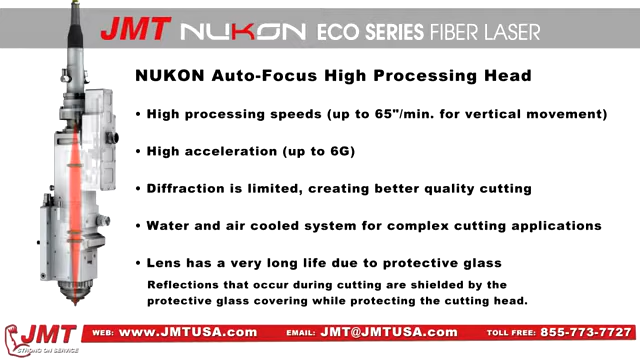 JMT NUKON ECO SERIES FIBER LASER
NUKON Auto-Focus High Processing Head
• High processing speeds (up to 65"/min. for vertical movement)
• High acceleration (up to 6G)
• Diffraction is limited, creating better quality cutting
• Water and air cooled system for complex cutting applications
• Lens has a very long life due to protective glass
Reflections that occur during cutting are shielded by the
protective glass covering while protecting the cutting head.
JMT
STRONG ON SERVICE
WEB: www.JMTUSA.com EMAIL: JMT@JMTUSA.com TOLL FREE: 855-773-7727